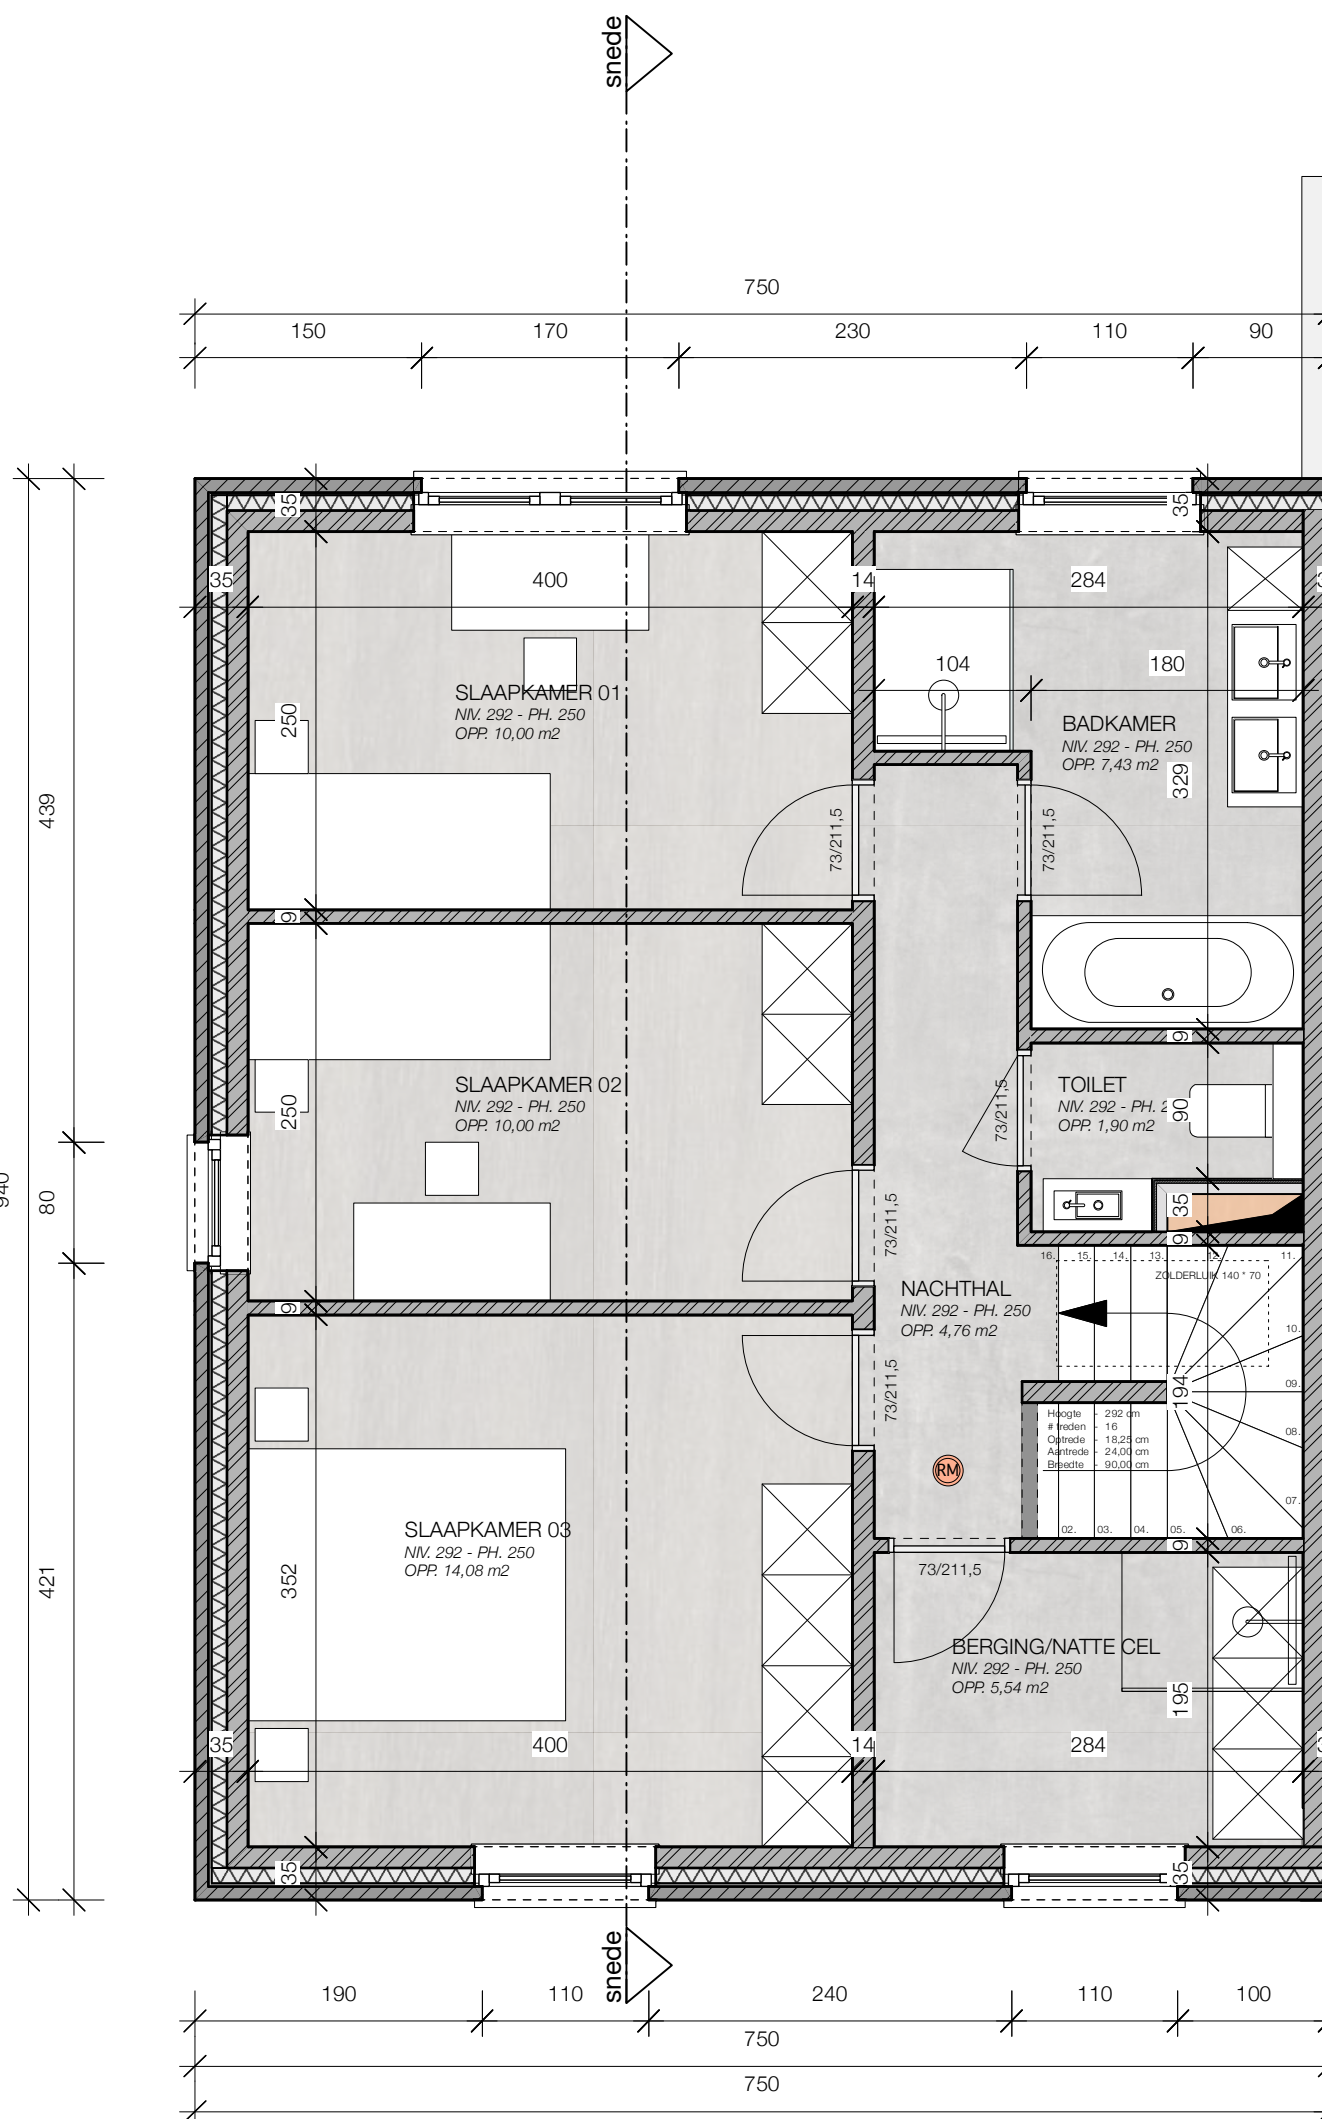 snede
750
150
170
230
110
90
35
35
35
400
14
284
104
180
SLAAPKAMER 01
NIV. 292 - PH. 250
OPP. 10,00 m2
250
BADKAMER
NIV. 292 - PH. 250
OPP. 7,43 m2
329
439
73/211,5
73/211,5
9
SLAAPKAMER 02
NIV. 292 - PH. 250
OPP. 10,00 m2
250
9
TOILET
NIV. 292 - PH. 2
OPP. 1,90 m2
90
73/211,5
940
80
35
9
73/211,5
16.
15.
14.
13.
12.
11.
ZOLDERLUIK 140 * 70
NACHTHAL
NIV. 292 - PH. 250
OPP. 4,76 m2
9
10.
73/211,5
194
09.
Hoogte - 292 cm
# treden - 16
Optrede - 18,25 cm
Aantrede - 24,00 cm
Breedte - 90,00 cm
08.
RM
07.
02.
03.
04.
05.
06.
9
SLAAPKAMER 03
NIV. 292 - PH. 250
OPP. 14,08 m2
352
421
73/211,5
BERGING/NATTE CEL
NIV. 292 - PH. 250
OPP. 5,54 m2
195
35
400
14
284
35
35
snede
190
110
240
110
100
750
750